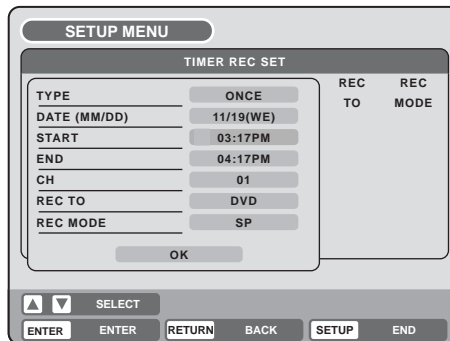 SETUP MENU
TIMER REC SET
REC REC
TO MODE
TYPE ONCE
DATE (MM/DD) 11/19(WE)
START 03:17PM
END 04:17PM
CH 01
REC TO DVD
REC MODE SP
OK
SELECT
ENTER ENTER RETURN BACK SETUP END